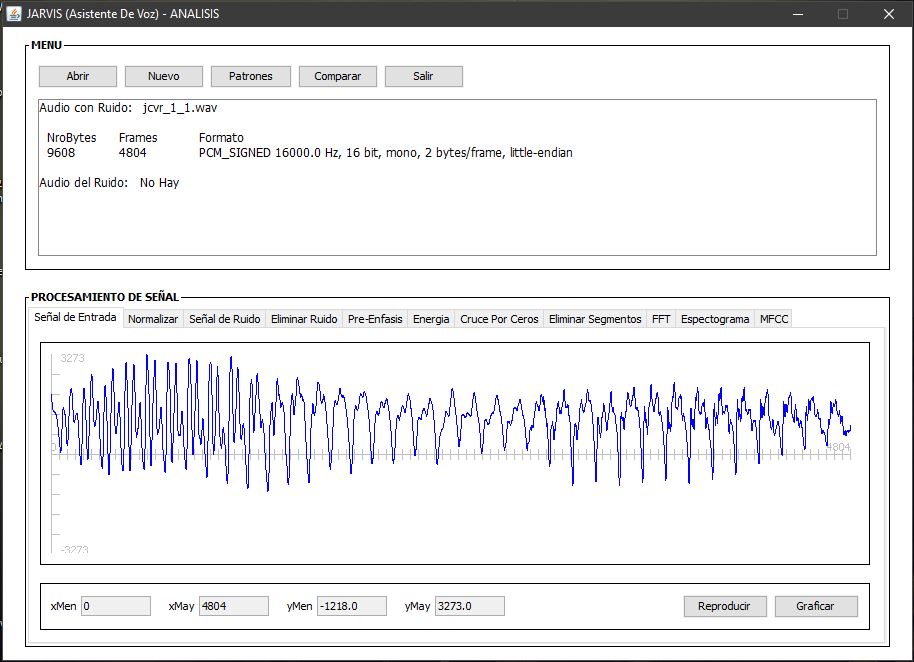 JARVIS (Asistente De Voz) - ANALISIS
MENU
Abrir Nuevo Patrones Comparar Salir
Audio con Ruido: jcvr_1_1.wav
NroBytes Frames Formato
9608 4804 PCM_SIGNED 16000.0 Hz, 16 bit, mono, 2 bytes/frame, little-endian
Audio del Ruido: No Hay
PROCESAMIENTO DE SEÑAL
Señal de Entrada Normalizar Señal de Ruido Eliminar Ruido Pre-Enfasis Energia Cruce Por Ceros Eliminar Segmentos FFT Espectograma MFCC
3273
0 4804
-3273
xMen 0 xMay 4804 yMen -1218.0 yMay 3273.0 Reproducir Graficar